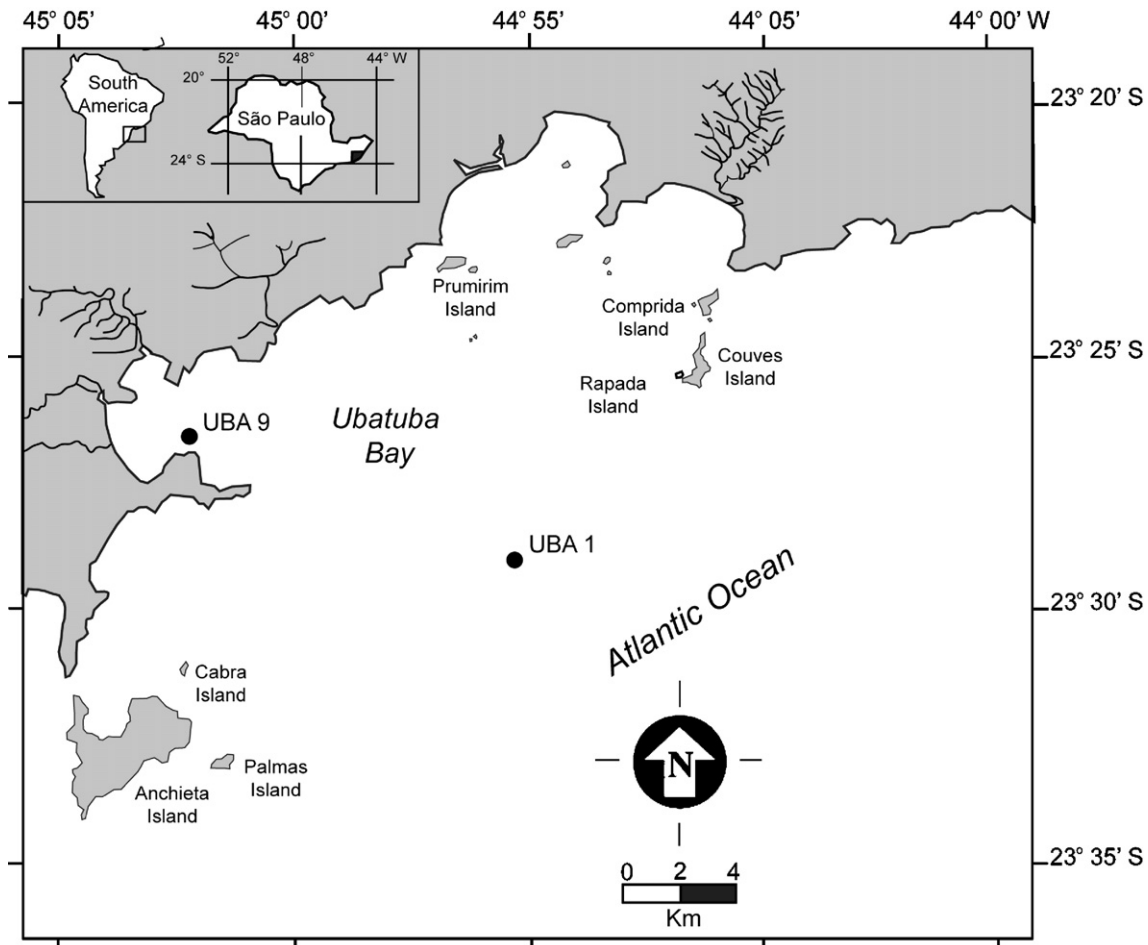 45° 05'
45° 00'
44° 55'
44° 05'
44° 00' W
52°
48°
44° W
20°
South
America
São Paulo
24° S
23° 20' S
Prumirim
Island
Comprida
Island
Couves
Island
Rapada
Island
23° 25' S
UBA 9
Ubatuba
Bay
UBA 1
Atlantic Ocean
23° 30' S
Cabra
Island
Palmas
Island
Anchieta
Island
N
23° 35' S
0 2 4
Km